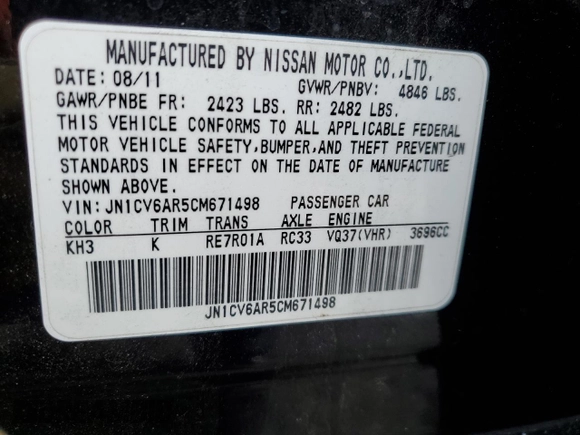 MANUFACTURED BY NISSAN MOTOR CO.,LTD.
DATE: 08/11 GVWR/PNBV: 4846 LBS.
GAWR/PNBE FR: 2423 LBS. RR: 2482 LBS.
THIS VEHICLE CONFORMS TO ALL APPLICABLE FEDERAL
MOTOR VEHICLE SAFETY,BUMPER,AND THEFT PREVENTION
STANDARDS IN EFFECT ON THE DATE OF MANUFACTURE
SHOWN ABOVE.
VIN:JN1CV6AR5CM671498 PASSENGER CAR
COLOR TRIM TRANS AXLE ENGINE
KH3 K RE7R01A RC33 VQ37(VHR) 3696CC
JN1CV6AR5CM671498